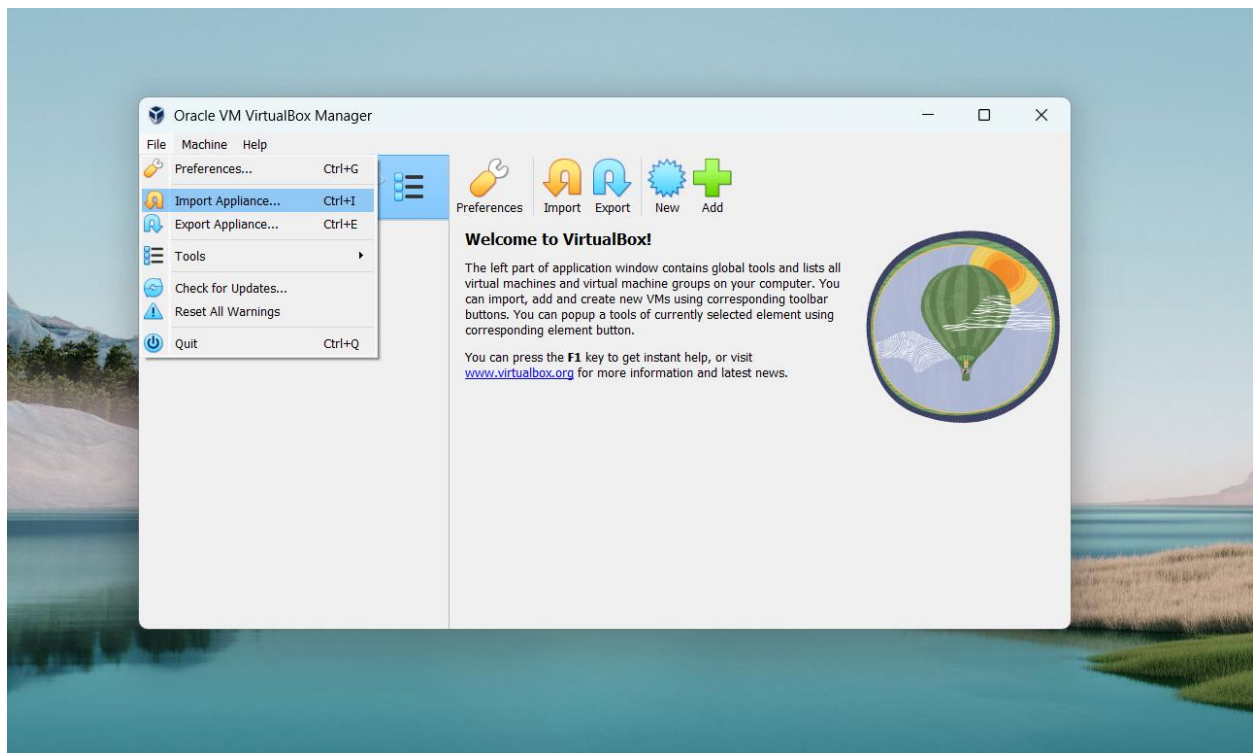 Oracle VM VirtualBox Manager
File Machine Help
Preferences... Ctrl+G
Import Appliance... Ctrl+I
Export Appliance... Ctrl+E
Tools
Check for Updates...
Reset All Warnings
Quit Ctrl+Q
Preferences Import Export New Add
Welcome to VirtualBox!
The left part of application window contains global tools and lists all
virtual machines and virtual machine groups on your computer. You
can import, add and create new VMs using corresponding toolbar
buttons. You can popup a tools of currently selected element using
corresponding element button.
You can press the F1 key to get instant help, or visit
www.virtualbox.org for more information and latest news.